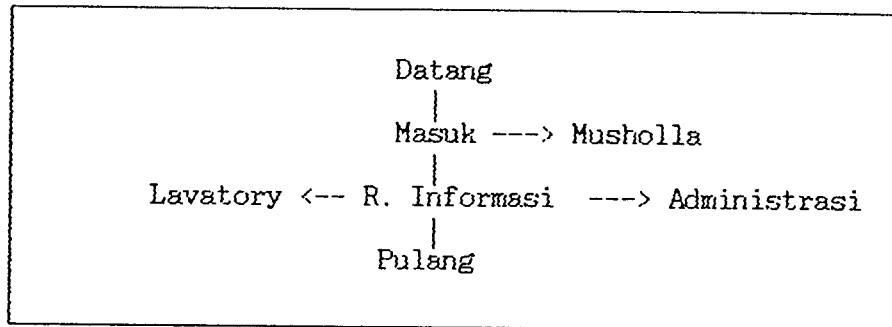 Datang
Masuk ---> Musholla
Lavatory <-- R. Informasi ---> Administrasi
Pulang